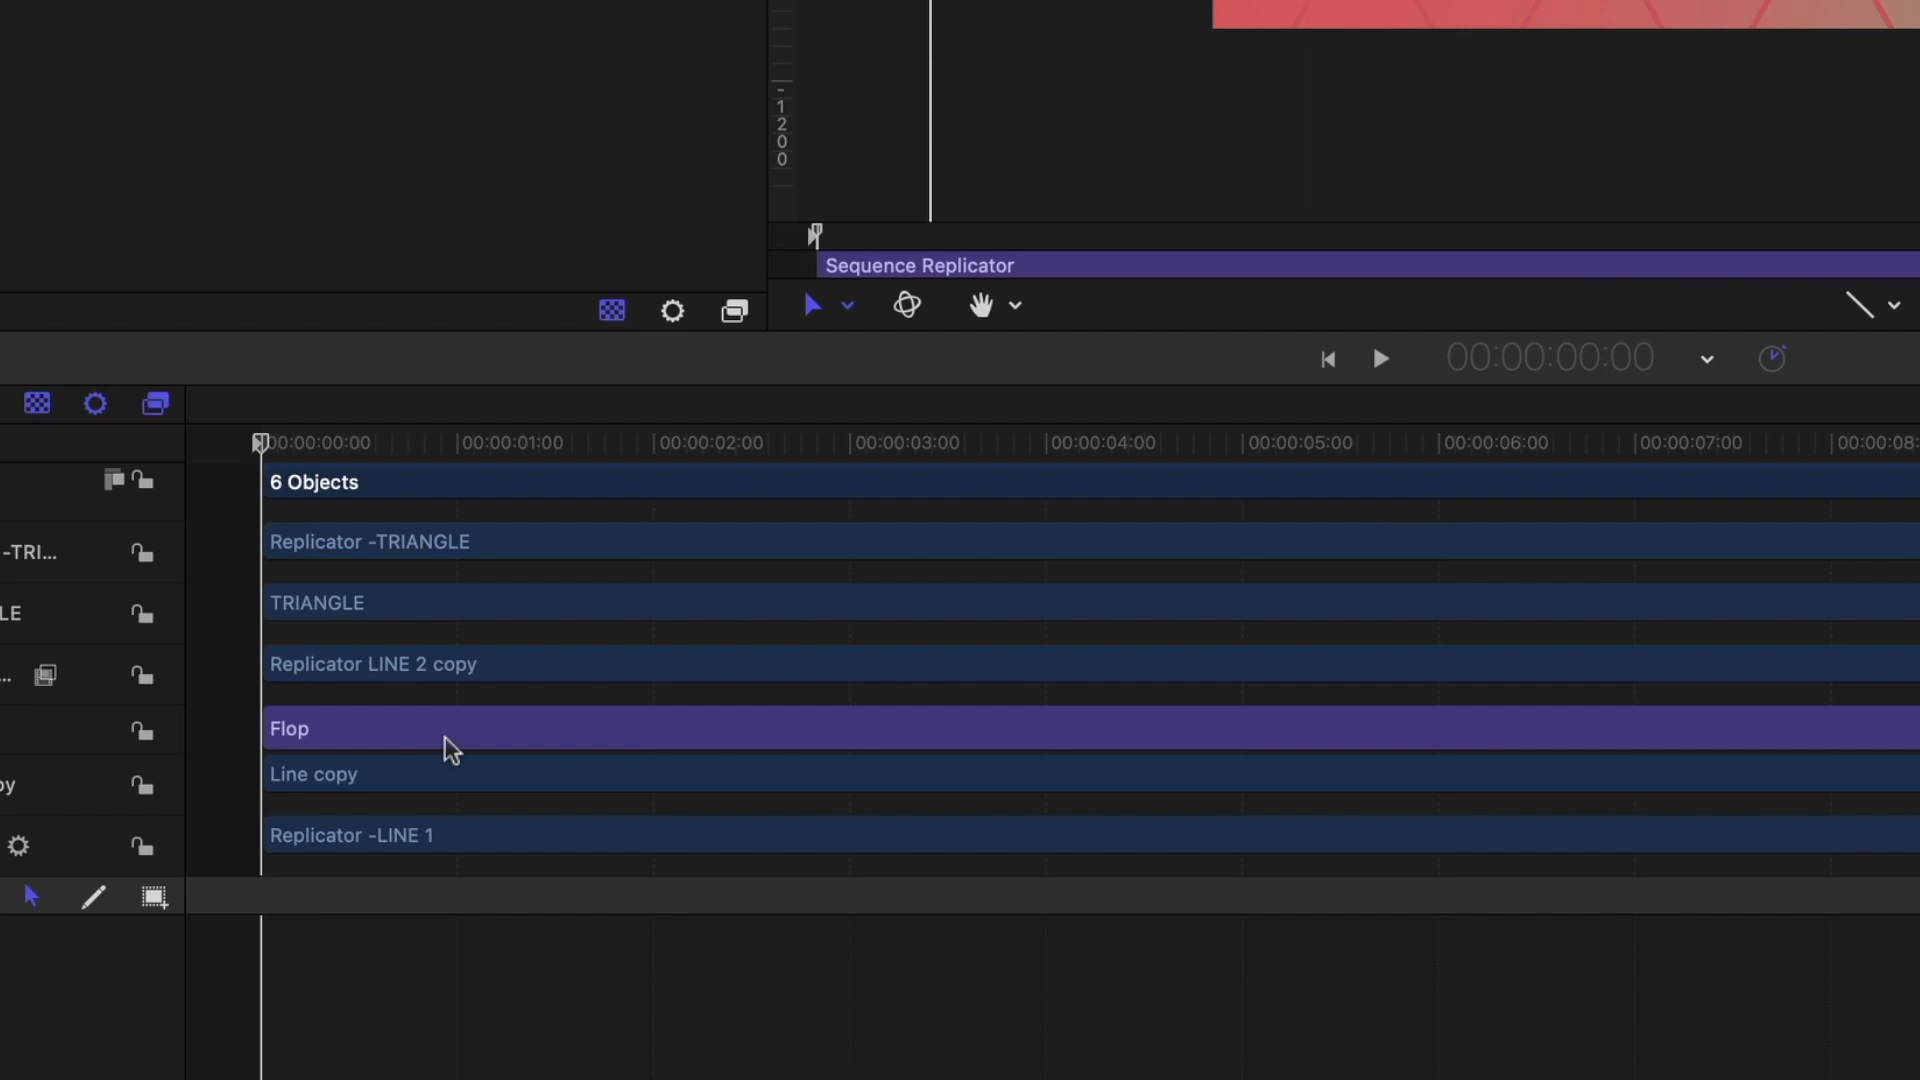 -
1
2
0
0
Sequence Replicator
00:00:00:00
00:00:00:00 00:00:01:00 00:00:02:00 00:00:03:00 00:00:04:00 00:00:05:00 00:00:06:00 00:00:07:00 00:00:08:
6 Objects
-TRI...
Replicator -TRIANGLE
LE
TRIANGLE
...
Replicator LINE 2 copy
Flop
py
Line copy
Replicator -LINE 1